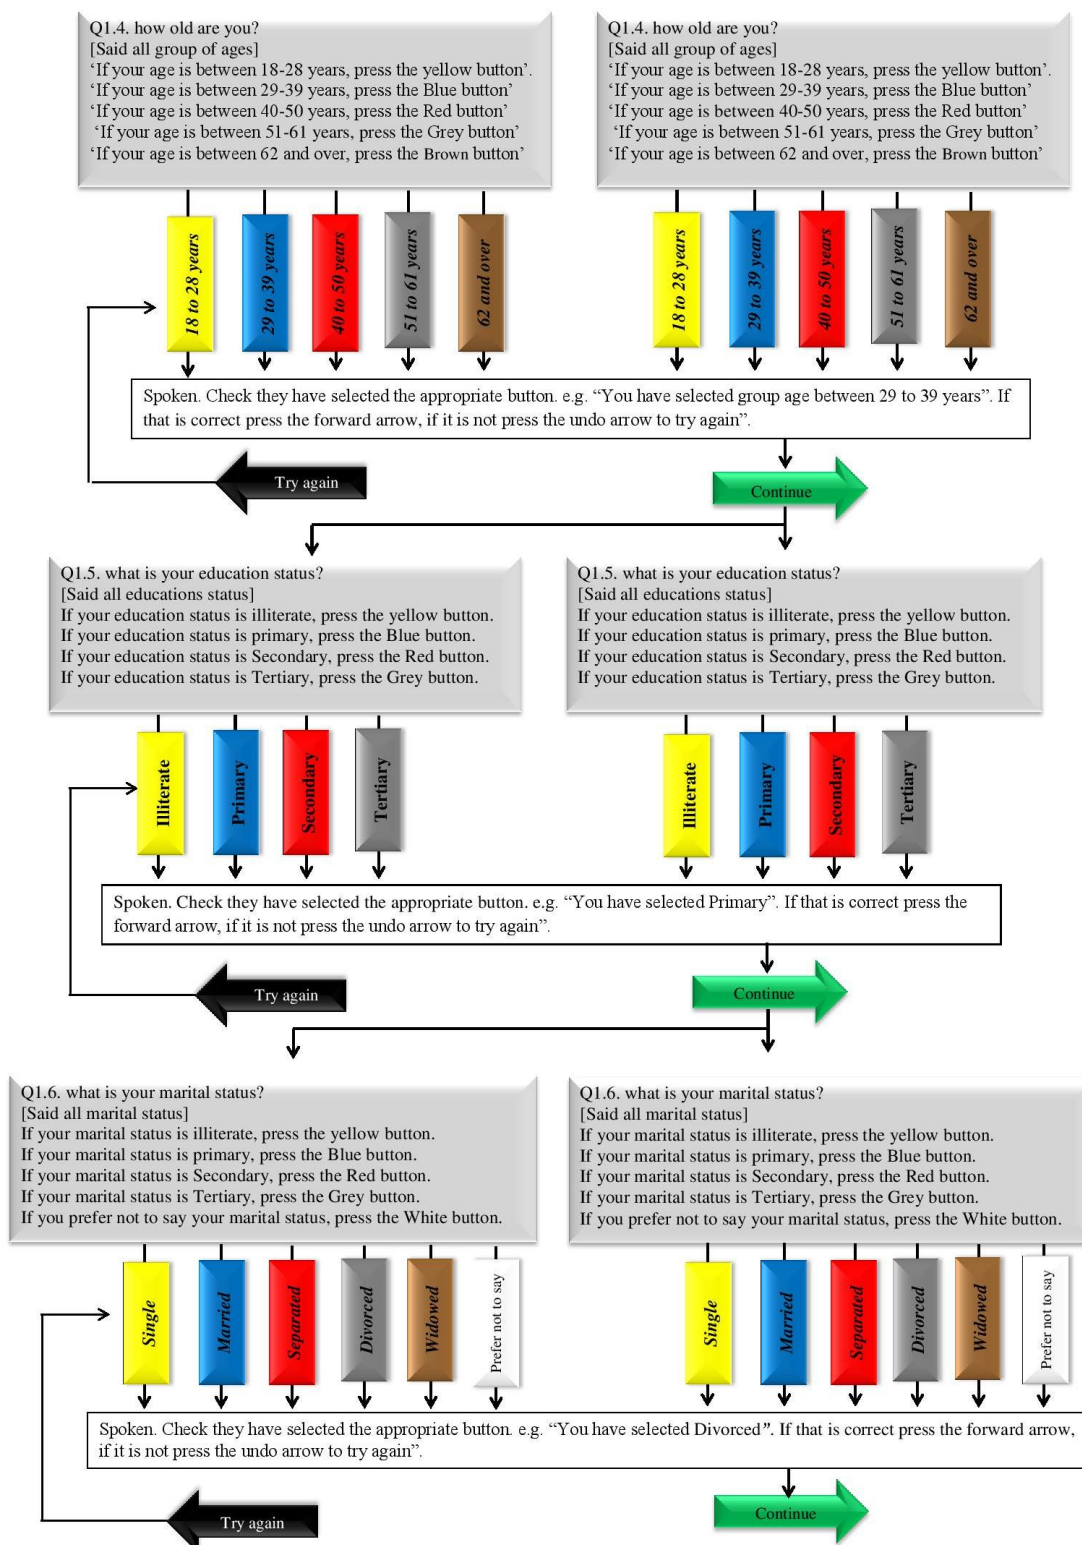 Q1.4. how old are you?
[Said all group of ages]
‘If your age is between 18-28 years, press the yellow button’.
‘If your age is between 29-39 years, press the Blue button’
‘If your age is between 40-50 years, press the Red button’
‘If your age is between 51-61 years, press the Grey button’
‘If your age is between 62 and over, press the Brown button’
Q1.4. how old are you?
[Said all group of ages]
‘If your age is between 18-28 years, press the yellow button’.
‘If your age is between 29-39 years, press the Blue button’
‘If your age is between 40-50 years, press the Red button’
‘If your age is between 51-61 years, press the Grey button’
‘If your age is between 62 and over, press the Brown button’
18 to 28 years
29 to 39 years
40 to 50 years
51 to 61 years
62 and over
18 to 28 years
29 to 39 years
40 to 50 years
51 to 61 years
62 and over
Spoken. Check they have selected the appropriate button. e.g. “You have selected group age between 29 to 39 years”. If
that is correct press the forward arrow, if it is not press the undo arrow to try again”.
Try again
Continue
Q1.5. what is your education status?
[Said all educations status]
If your education status is illiterate, press the yellow button.
If your education status is primary, press the Blue button.
If your education status is Secondary, press the Red button.
If your education status is Tertiary, press the Grey button.
Q1.5. what is your education status?
[Said all educations status]
If your education status is illiterate, press the yellow button.
If your education status is primary, press the Blue button.
If your education status is Secondary, press the Red button.
If your education status is Tertiary, press the Grey button.
Illiterate
Primary
Secondary
Tertiary
Illiterate
Primary
Secondary
Tertiary
Spoken. Check they have selected the appropriate button. e.g. “You have selected Primary”. If that is correct press the
forward arrow, if it is not press the undo arrow to try again”.
Try again
Continue
Q1.6. what is your marital status?
[Said all marital status]
If your marital status is illiterate, press the yellow button.
If your marital status is primary, press the Blue button.
If your marital status is Secondary, press the Red button.
If your marital status is Tertiary, press the Grey button.
If you prefer not to say your marital status, press the White button.
Q1.6. what is your marital status?
[Said all marital status]
If your marital status is illiterate, press the yellow button.
If your marital status is primary, press the Blue button.
If your marital status is Secondary, press the Red button.
If your marital status is Tertiary, press the Grey button.
If you prefer not to say your marital status, press the White button.
Single
Married
Separated
Divorced
Widowed
Prefer not to say
Single
Married
Separated
Divorced
Widowed
Prefer not to say
Spoken. Check they have selected the appropriate button. e.g. “You have selected Divorced”. If that is correct press the forward arrow,
if it is not press the undo arrow to try again”.
Try again
Continue